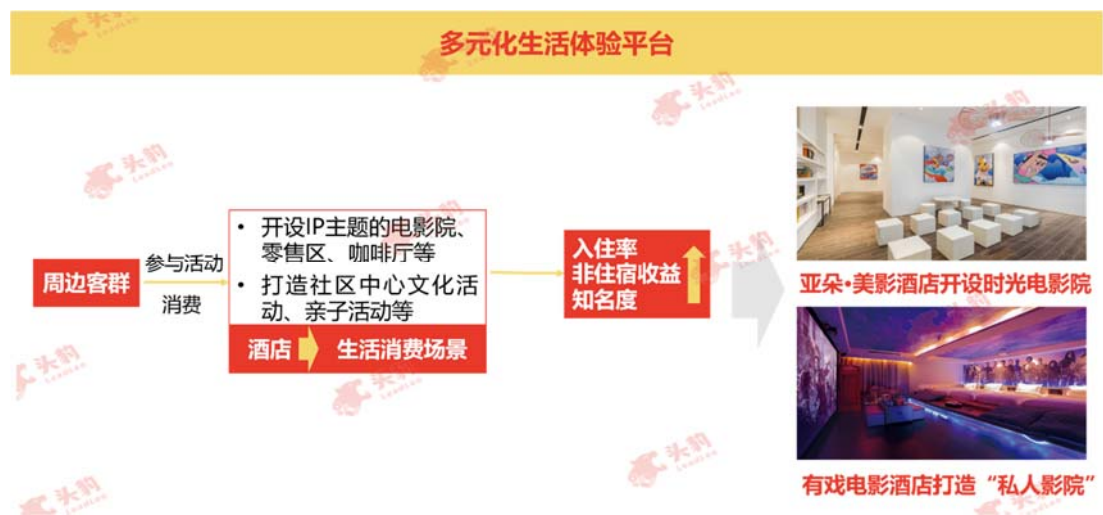 多元化生活体验平台
周边客群
参与活动
消费
• 开设IP主题的电影院、
零售区、咖啡厅等
• 打造社区中心文化活
动、亲子活动等
酒店
生活消费场景
入住率
非住宿收益
知名度
亚朵•美影酒店开设时光电影院
有戏电影酒店打造“私人影院”
头豹
LeadLeo